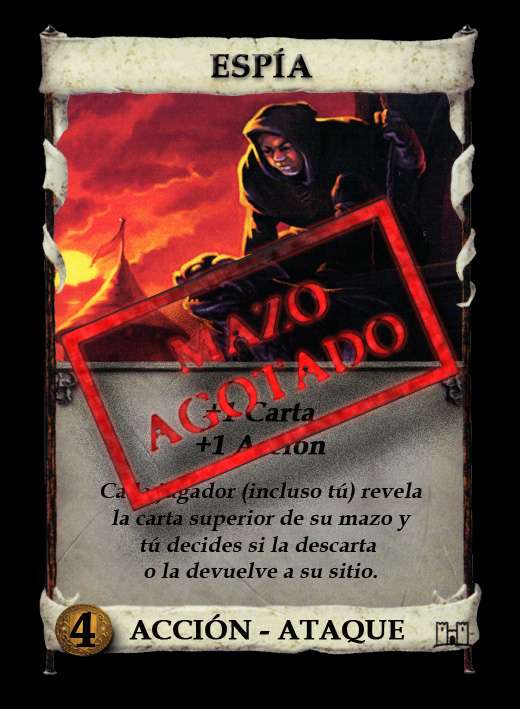 ESPÍA
MAZO
AGOTADO
+1 Carta
+1 Acción
Cada jugador (incluso tú) revela
la carta superior de su mazo y
tú decides si la descarta
o la devuelve a su sitio.
4 ACCIÓN - ATAQUE